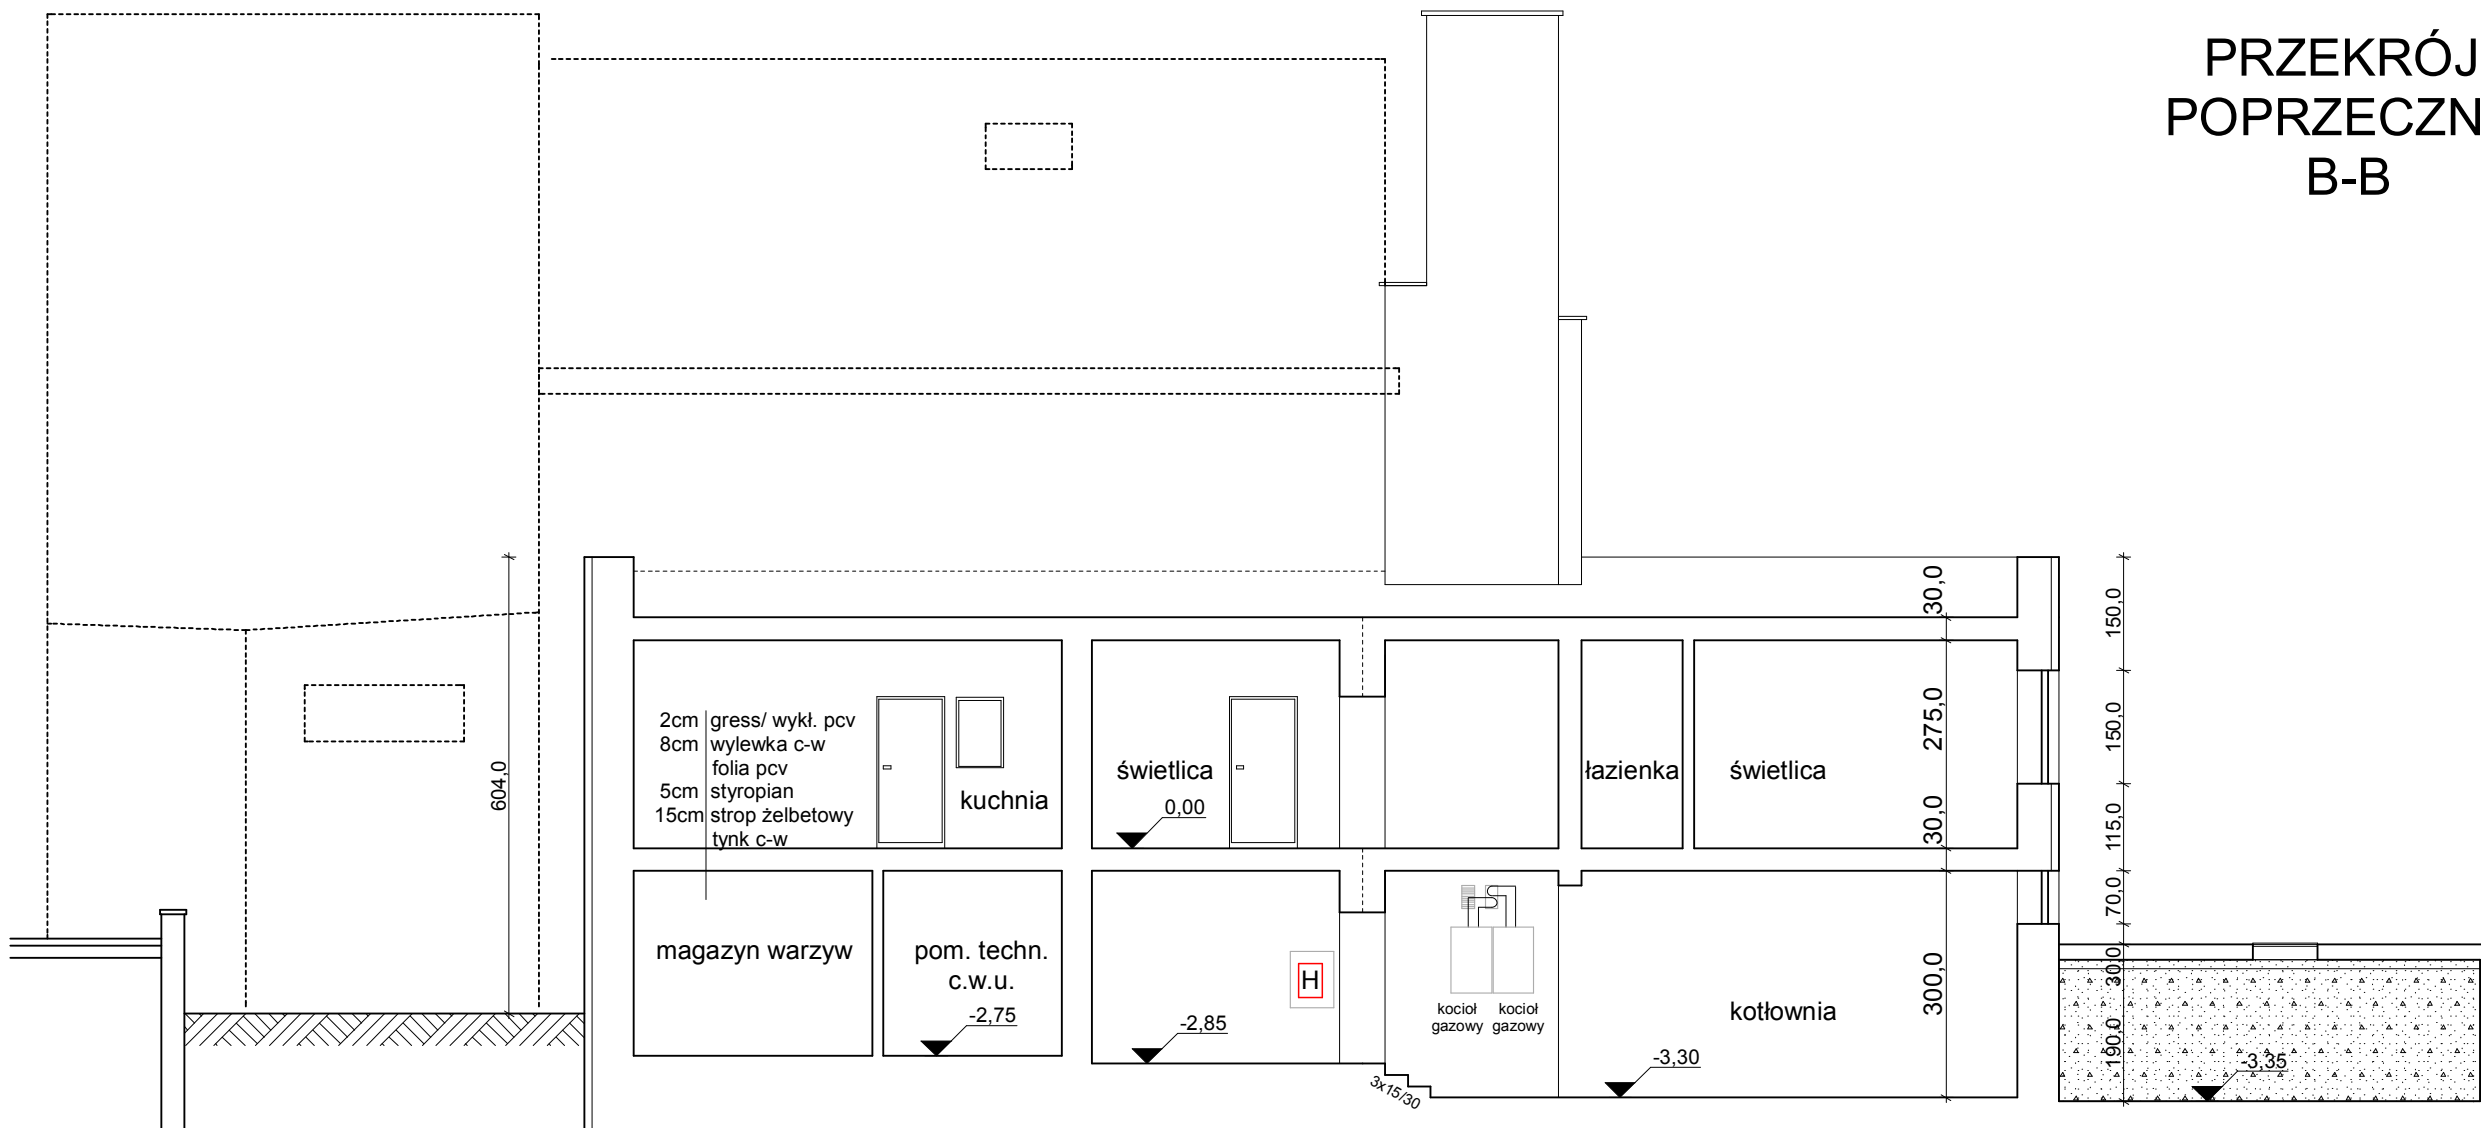 PRZEKRÓJ
POPRZECZN
B-B
30,0
150,0
275,0
150,0
604,0
2cm gress/ wykł. pcv
8cm wylewka c-w
folia pcv
5cm styropian
15cm strop żelbetowy
tynk c-w
kuchnia
świetlica
0,00
łazienka
świetlica
30,0
115,0
70,0
magazyn warzyw
pom. techn.
c.w.u.
-2,75
-2,85
H
kocioł
gazowy
kocioł
gazowy
kotłownia
-3,30
300,0
30,0
190,0
-3,35
3x15/30